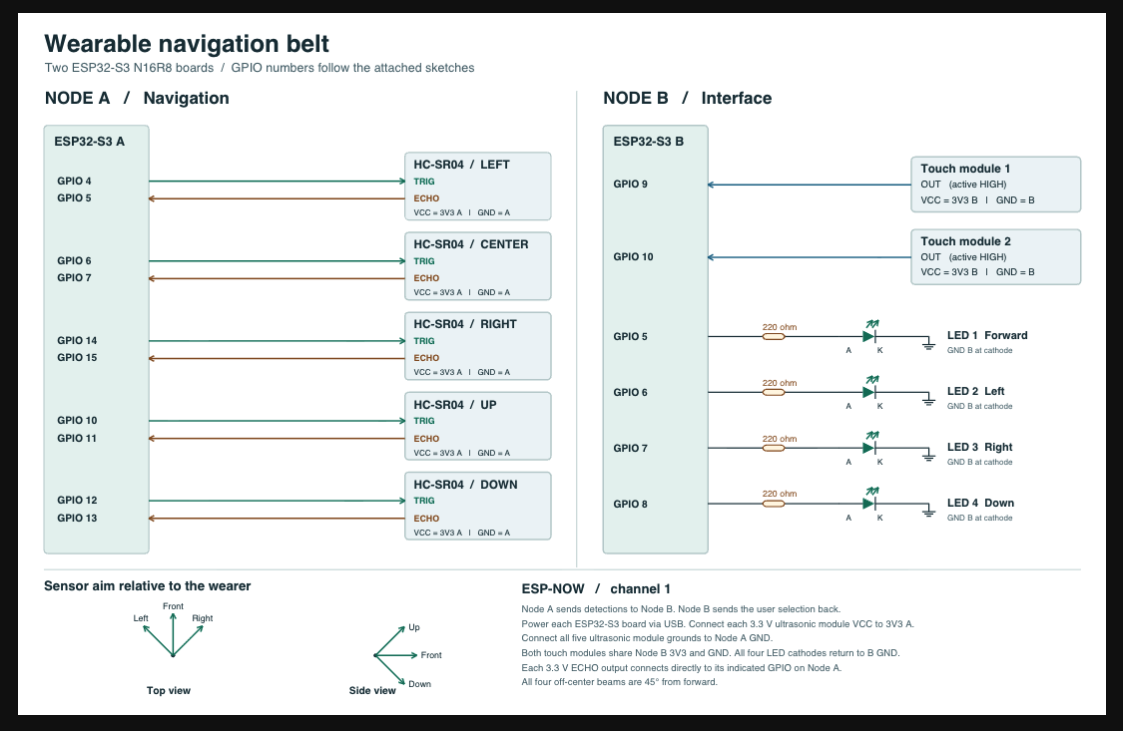 Wearable navigation belt
Two ESP32-S3 N16R8 boards / GPIO numbers follow the attached sketches
NODE A / Navigation
ESP32-S3 A
GPIO 4
GPIO 5
HC-SR04 / LEFT
TRIG
ECHO
VCC = 3V3 A | GND = A
GPIO 6
GPIO 7
HC-SR04 / CENTER
TRIG
ECHO
VCC = 3V3 A | GND = A
GPIO 14
GPIO 15
HC-SR04 / RIGHT
TRIG
ECHO
VCC = 3V3 A | GND = A
GPIO 10
GPIO 11
HC-SR04 / UP
TRIG
ECHO
VCC = 3V3 A | GND = A
GPIO 12
GPIO 13
HC-SR04 / DOWN
TRIG
ECHO
VCC = 3V3 A | GND = A
NODE B / Interface
ESP32-S3 B
GPIO 9
Touch module 1
OUT (active HIGH)
VCC = 3V3 B | GND = B
GPIO 10
Touch module 2
OUT (active HIGH)
VCC = 3V3 B | GND = B
GPIO 5
220 ohm
A K
LED 1 Forward
GND B at cathode
GPIO 6
220 ohm
A K
LED 2 Left
GND B at cathode
GPIO 7
220 ohm
A K
LED 3 Right
GND B at cathode
GPIO 8
220 ohm
A K
LED 4 Down
GND B at cathode
Sensor aim relative to the wearer
Front
Left
Right
Top view
Up
Front
Down
Side view
ESP-NOW / channel 1
Node A sends detections to Node B. Node B sends the user selection back.
Power each ESP32-S3 board via USB. Connect each 3.3 V ultrasonic module VCC to 3V3 A.
Connect all five ultrasonic module grounds to Node A GND.
Both touch modules share Node B 3V3 and GND. All four LED cathodes return to B GND.
Each 3.3 V ECHO output connects directly to its indicated GPIO on Node A.
All four off-center beams are 45° from forward.